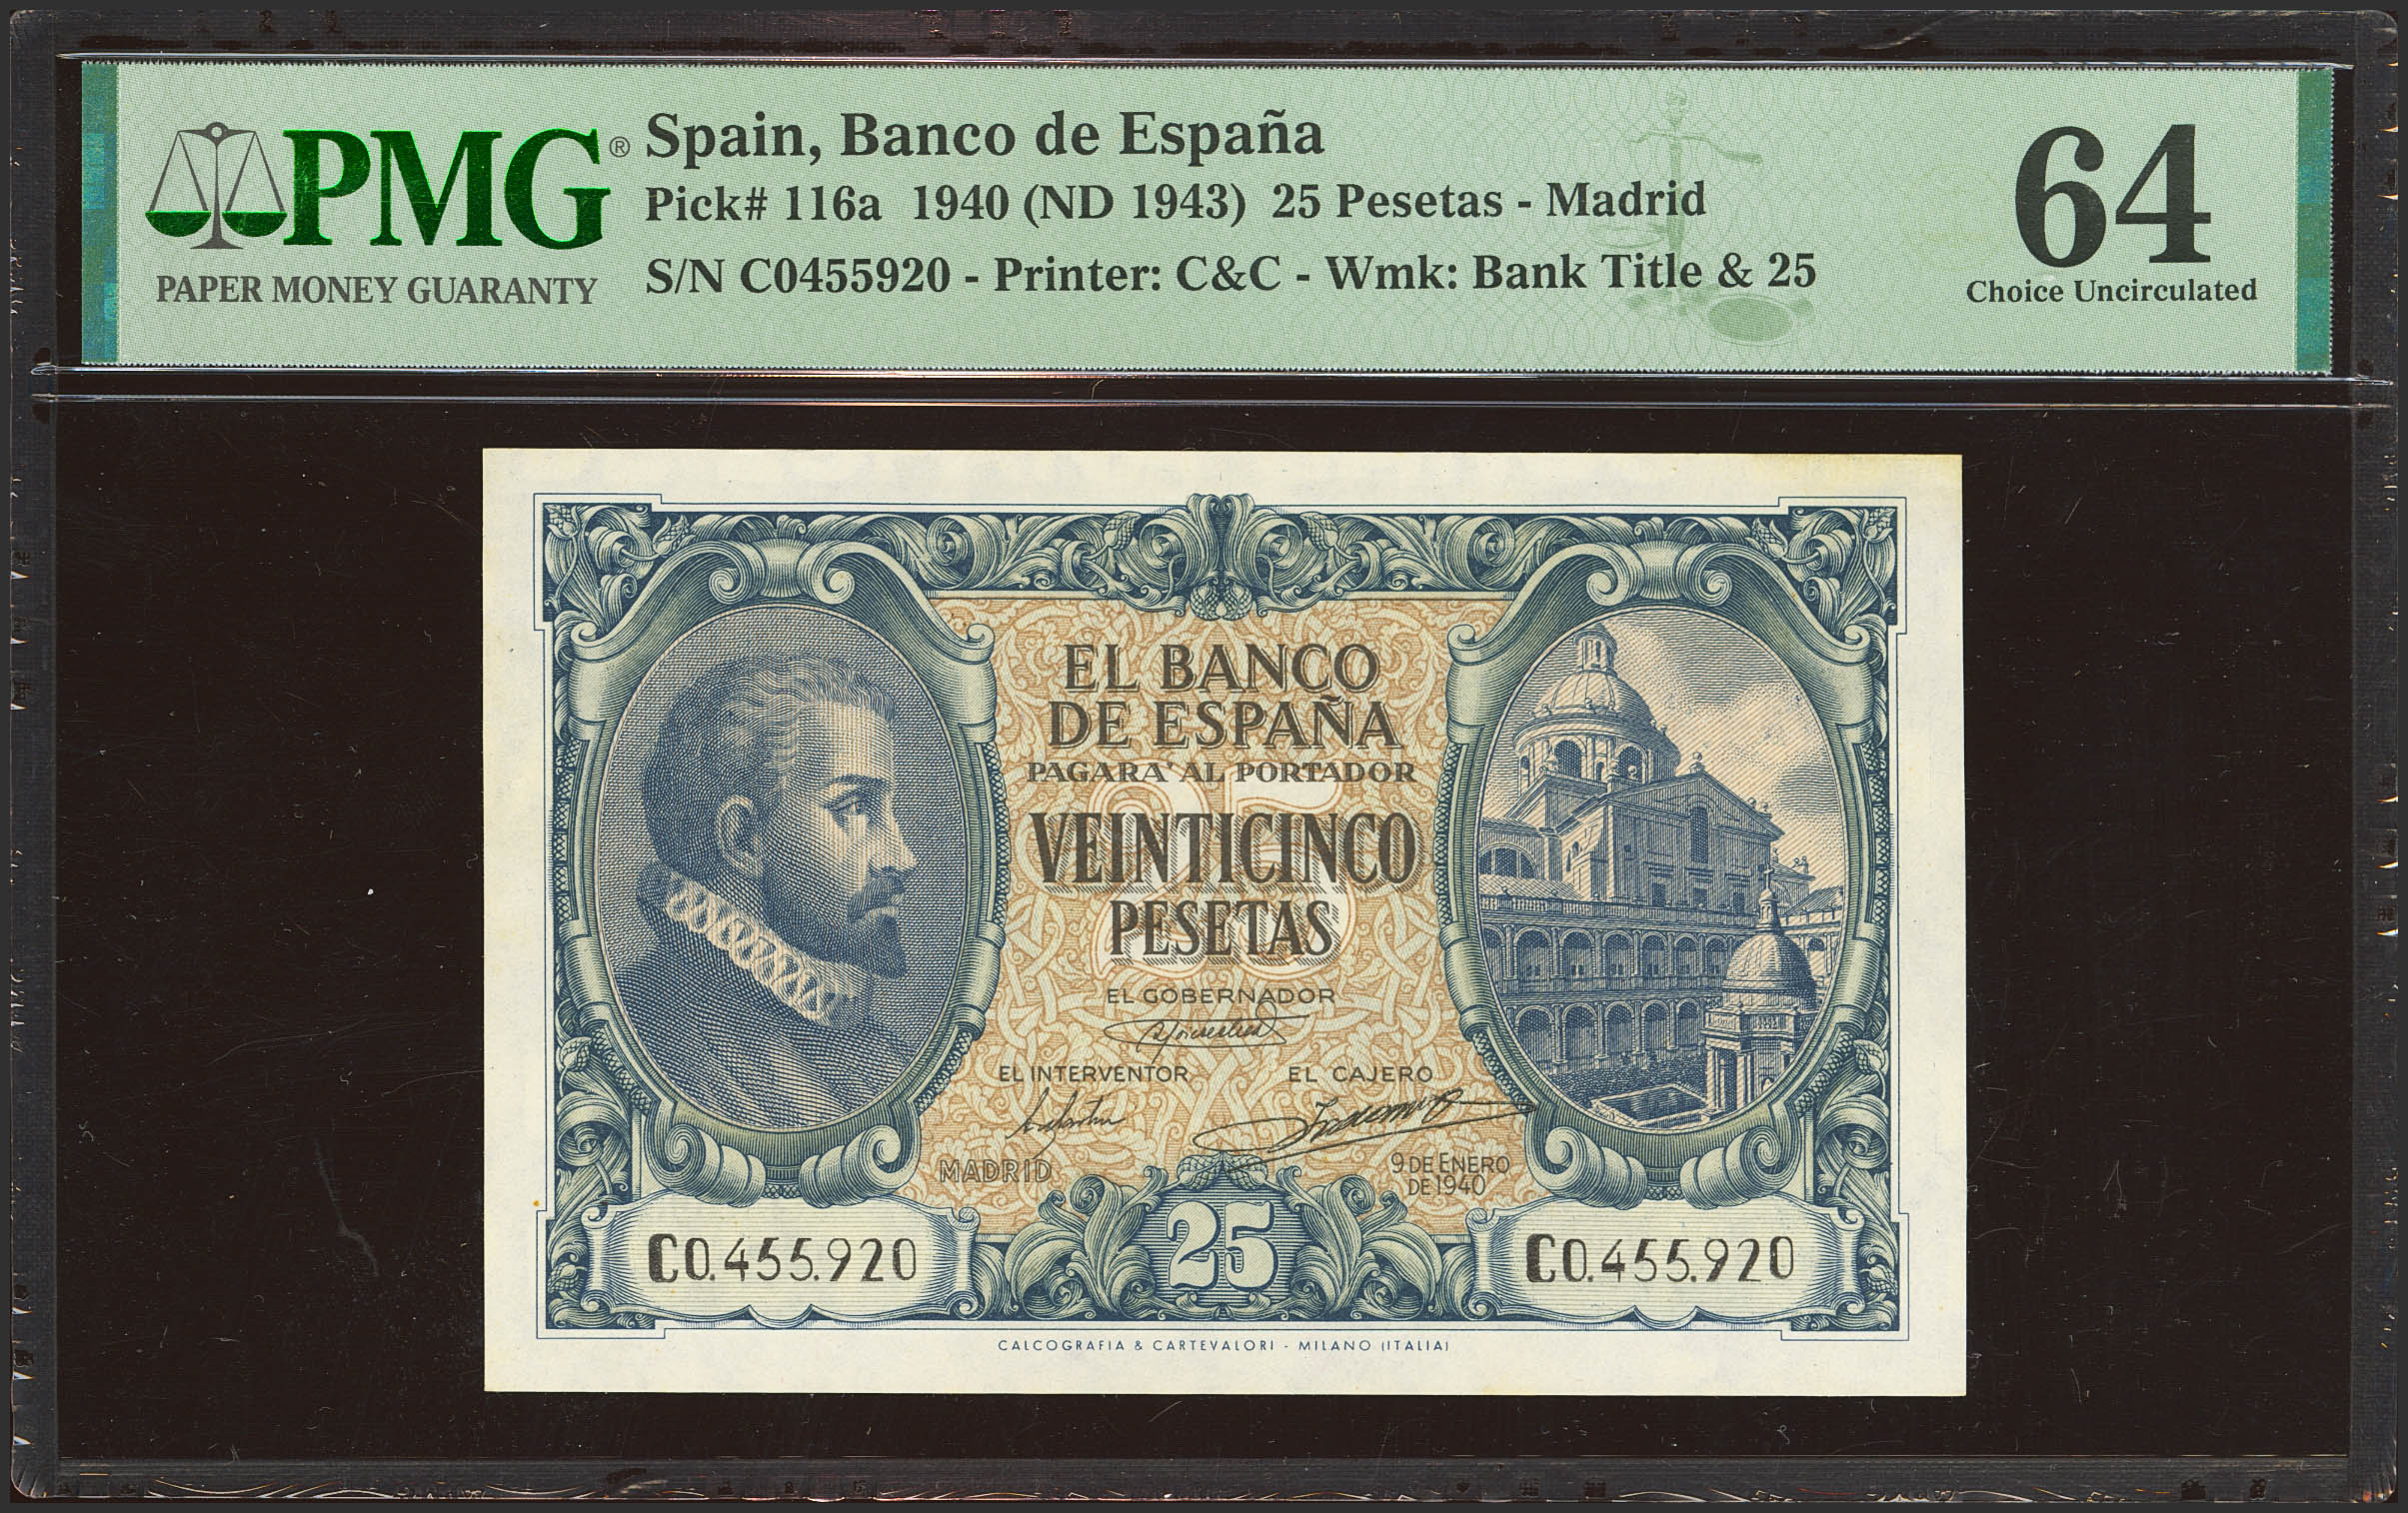 PMG®
PAPER MONEY GUARANTY
Spain, Banco de España
Pick# 116a 1940 (ND 1943) 25 Pesetas - Madrid
S/N C0455920 - Printer: C&C - Wmk: Bank Title & 25
64
Choice Uncirculated
EL BANCO
DE ESPAÑA
PAGARA' AL PORTADOR
25
VEINTICINCO
PESETAS
EL GOBERNADOR
EL INTERVENTOR
EL CAJERO
MADRID
9 DE ENERO
DE 1940
C0.455.920
25
C0.455.920
CALCOGRAFIA & CARTEVALORI - MILANO (ITALIA)